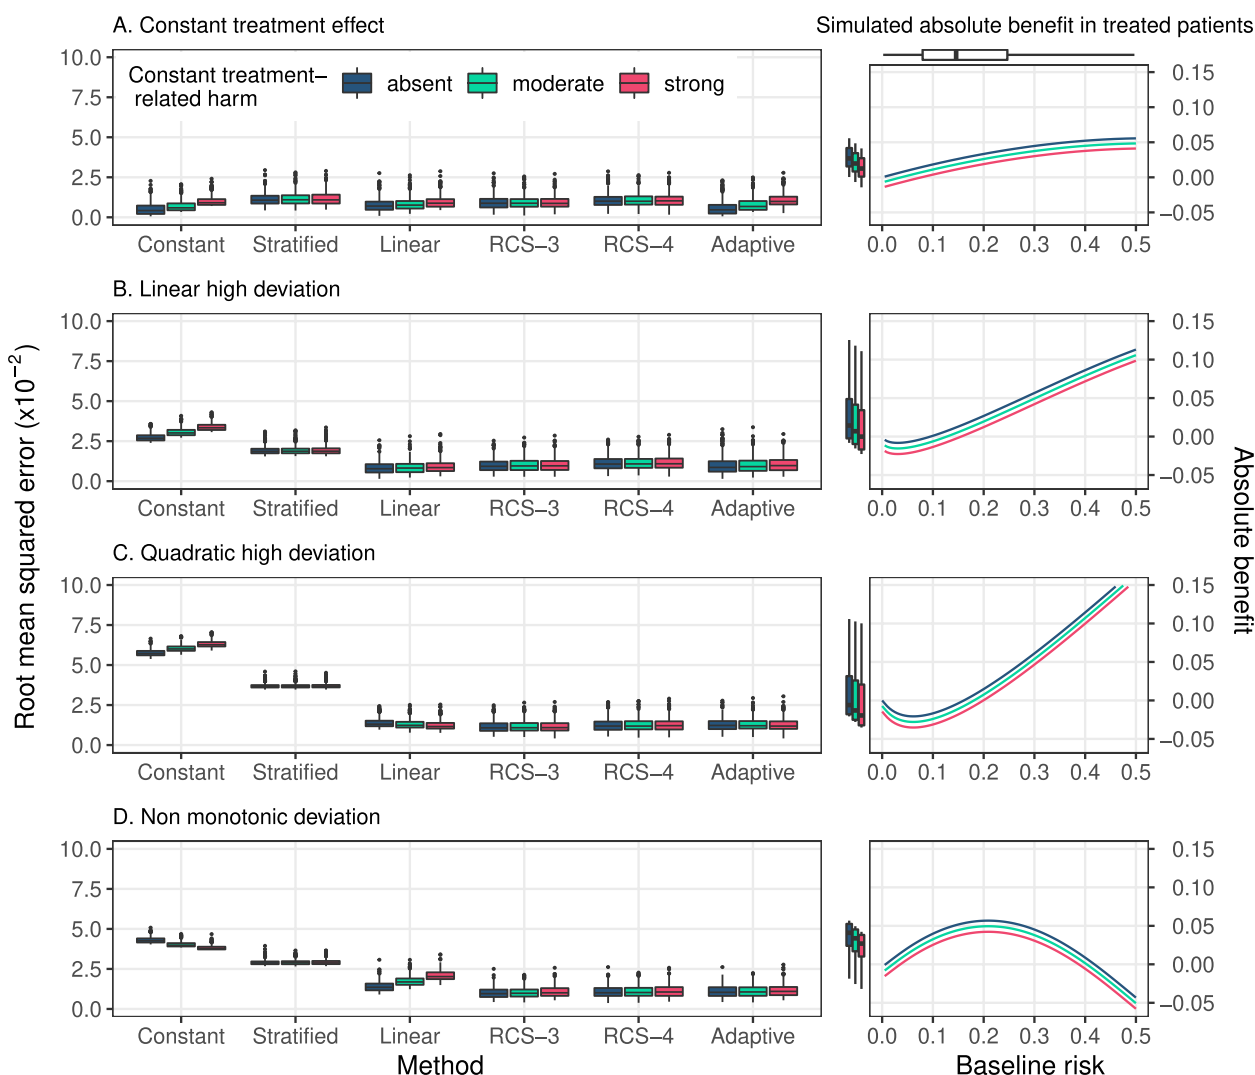 A. Constant treatment effect
Simulated absolute benefit in treated patients
Constant treatment−
related harm
absent
moderate
strong
10.0
7.5
5.0
2.5
0.0
Constant
Stratified
Linear
RCS−3
RCS−4
Adaptive
0.15
0.10
0.05
0.00
−0.05
0.0
0.1
0.2
0.3
0.4
0.5
B. Linear high deviation
10.0
7.5
5.0
2.5
0.0
Constant
Stratified
Linear
RCS−3
RCS−4
Adaptive
0.15
0.10
0.05
0.00
−0.05
0.0
0.1
0.2
0.3
0.4
0.5
C. Quadratic high deviation
10.0
7.5
5.0
2.5
0.0
Constant
Stratified
Linear
RCS−3
RCS−4
Adaptive
0.15
0.10
0.05
0.00
−0.05
0.0
0.1
0.2
0.3
0.4
0.5
D. Non monotonic deviation
10.0
7.5
5.0
2.5
0.0
Constant
Stratified
Linear
RCS−3
RCS−4
Adaptive
0.15
0.10
0.05
0.00
−0.05
0.0
0.1
0.2
0.3
0.4
0.5
Root mean squared error (x10⁻²)
Absolute benefit
Method
Baseline risk